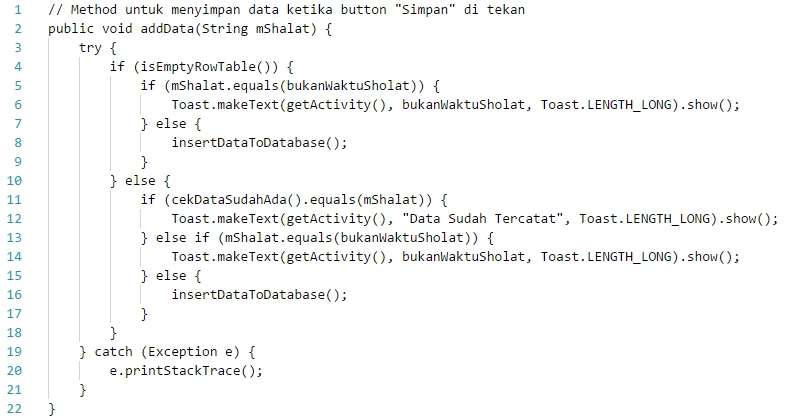 1 // Method untuk menyimpan data ketika button "Simpan" di tekan
2 public void addData(String mShalat) {
3     try {
4         if (isEmptyRowTable()) {
5             if (mShalat.equals(bukanWaktuSholat)) {
6                 Toast.makeText(getActivity(), bukanWaktuSholat, Toast.LENGTH_LONG).show();
7             } else {
8                 insertDataToDatabase();
9             }
10         } else {
11             if (cekDataSudahAda().equals(mShalat)) {
12                 Toast.makeText(getActivity(), "Data Sudah Tercatat", Toast.LENGTH_LONG).show();
13             } else if (mShalat.equals(bukanWaktuSholat)) {
14                 Toast.makeText(getActivity(), bukanWaktuSholat, Toast.LENGTH_LONG).show();
15             } else {
16                 insertDataToDatabase();
17             }
18         }
19     } catch (Exception e) {
20         e.printStackTrace();
21     }
22 }